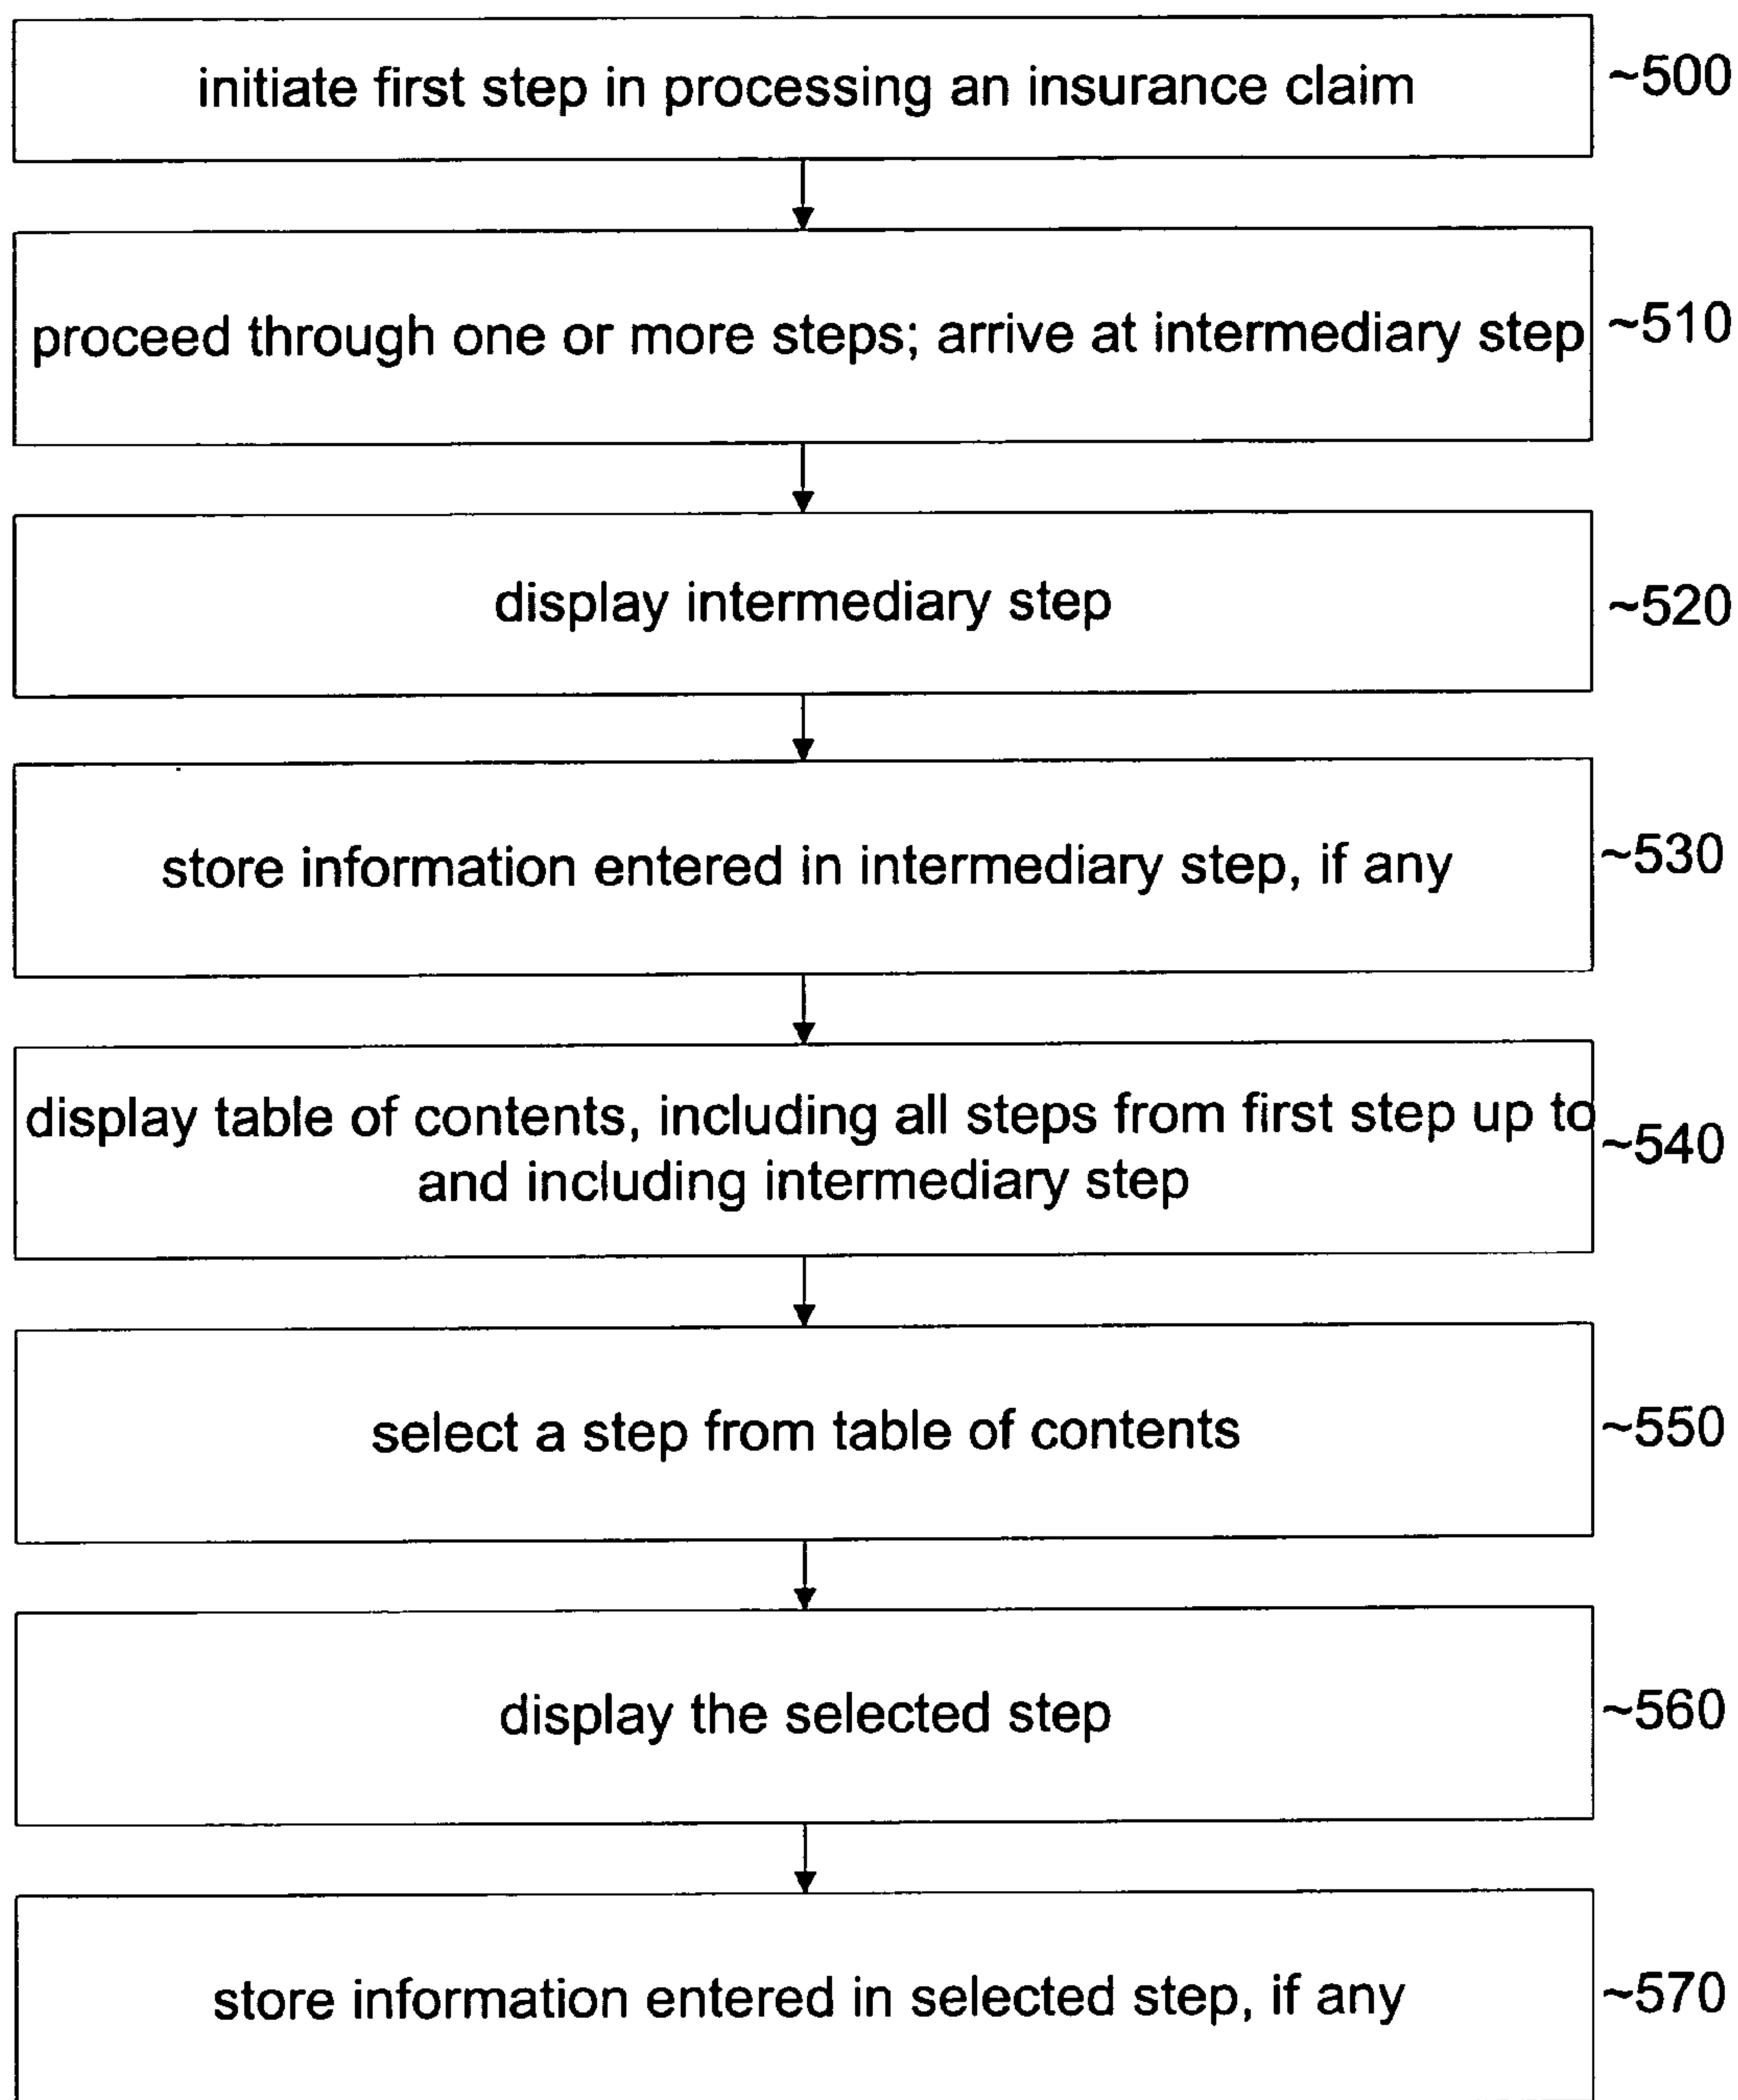 initiate first step in processing an insurance claim ~500
proceed through one or more steps; arrive at intermediary step ~510
display intermediary step ~520
store information entered in intermediary step, if any ~530
display table of contents, including all steps from first step up to
and including intermediary step
~540
select a step from table of contents ~550
display the selected step ~560
store information entered in selected step, if any ~570